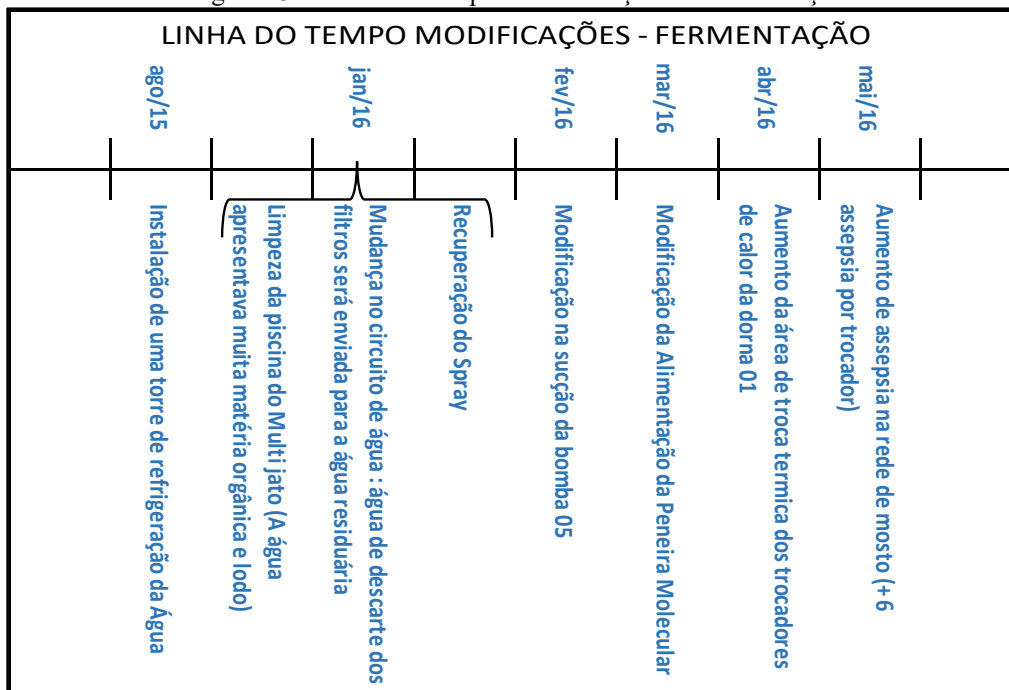 LINHA DO TEMPO MODIFICAÇÕES - FERMENTAÇÃO
ago/15
jan/16
fev/16
mar/16
abr/16
mai/16
Instalação de uma torre de refrigeração da Água
Limpeza da piscina do Multi jato (A água
apresentava muita matéria orgânica e lodo)
Mudança no circuito de água : água de descarte dos
filtros será enviada para a água residuária
Recuperação do Spray
Modificação na sucção da bomba 05
Modificação da Alimentação da Peneira Molecular
Aumento da área de troca termica dos trocadores
de calor da dorna 01
Aumento de assepsia na rede de mosto (+ 6
assepsia por trocador)